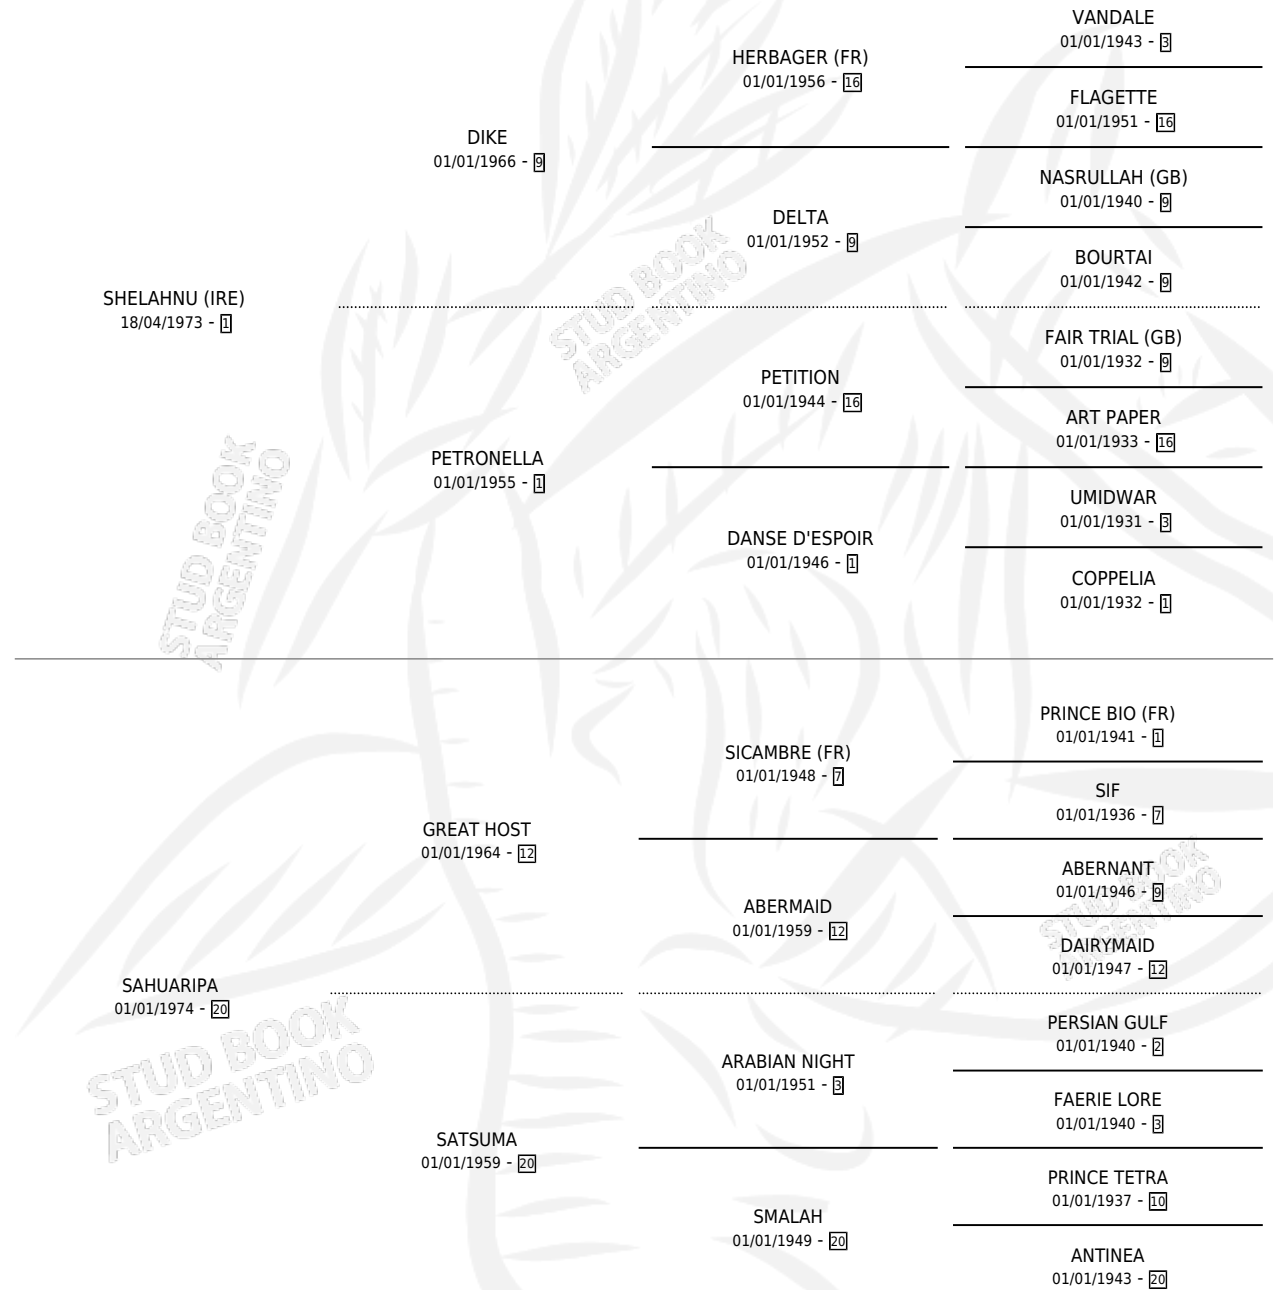 VANDALE
01/01/1943 - 3
HERBAGER (FR)
01/01/1956 - 16
FLAGETTE
01/01/1951 - 16
DIKE
01/01/1966 - 9
NASRULLAH (GB)
01/01/1940 - 9
DELTA
01/01/1952 - 9
BOURTAI
01/01/1942 - 9
SHELAHNU (IRE)
18/04/1973 - 1
FAIR TRIAL (GB)
01/01/1932 - 9
PETITION
01/01/1944 - 16
ART PAPER
01/01/1933 - 16
PETRONELLA
01/01/1955 - 1
UMIDWAR
01/01/1931 - 3
DANSE D'ESPOIR
01/01/1946 - 1
COPPELIA
01/01/1932 - 1
STUD BOOK
ARGENTINO
STUD BOOK
ARGENTINO
PRINCE BIO (FR)
01/01/1941 - 1
SICAMBRE (FR)
01/01/1948 - 7
SIF
01/01/1936 - 7
GREAT HOST
01/01/1964 - 12
ABERNANT
01/01/1946 - 9
ABERMAID
01/01/1959 - 12
DAIRYMAID
01/01/1947 - 12
SAHUARIPA
01/01/1974 - 20
PERSIAN GULF
01/01/1940 - 2
ARABIAN NIGHT
01/01/1951 - 3
FAERIE LORE
01/01/1940 - 3
SATSUMA
01/01/1959 - 20
PRINCE TETRA
01/01/1937 - 10
SMALAH
01/01/1949 - 20
ANTINEA
01/01/1943 - 20
STUD BOOK
ARGENTINO
STUD BOOK
ARGENTINO